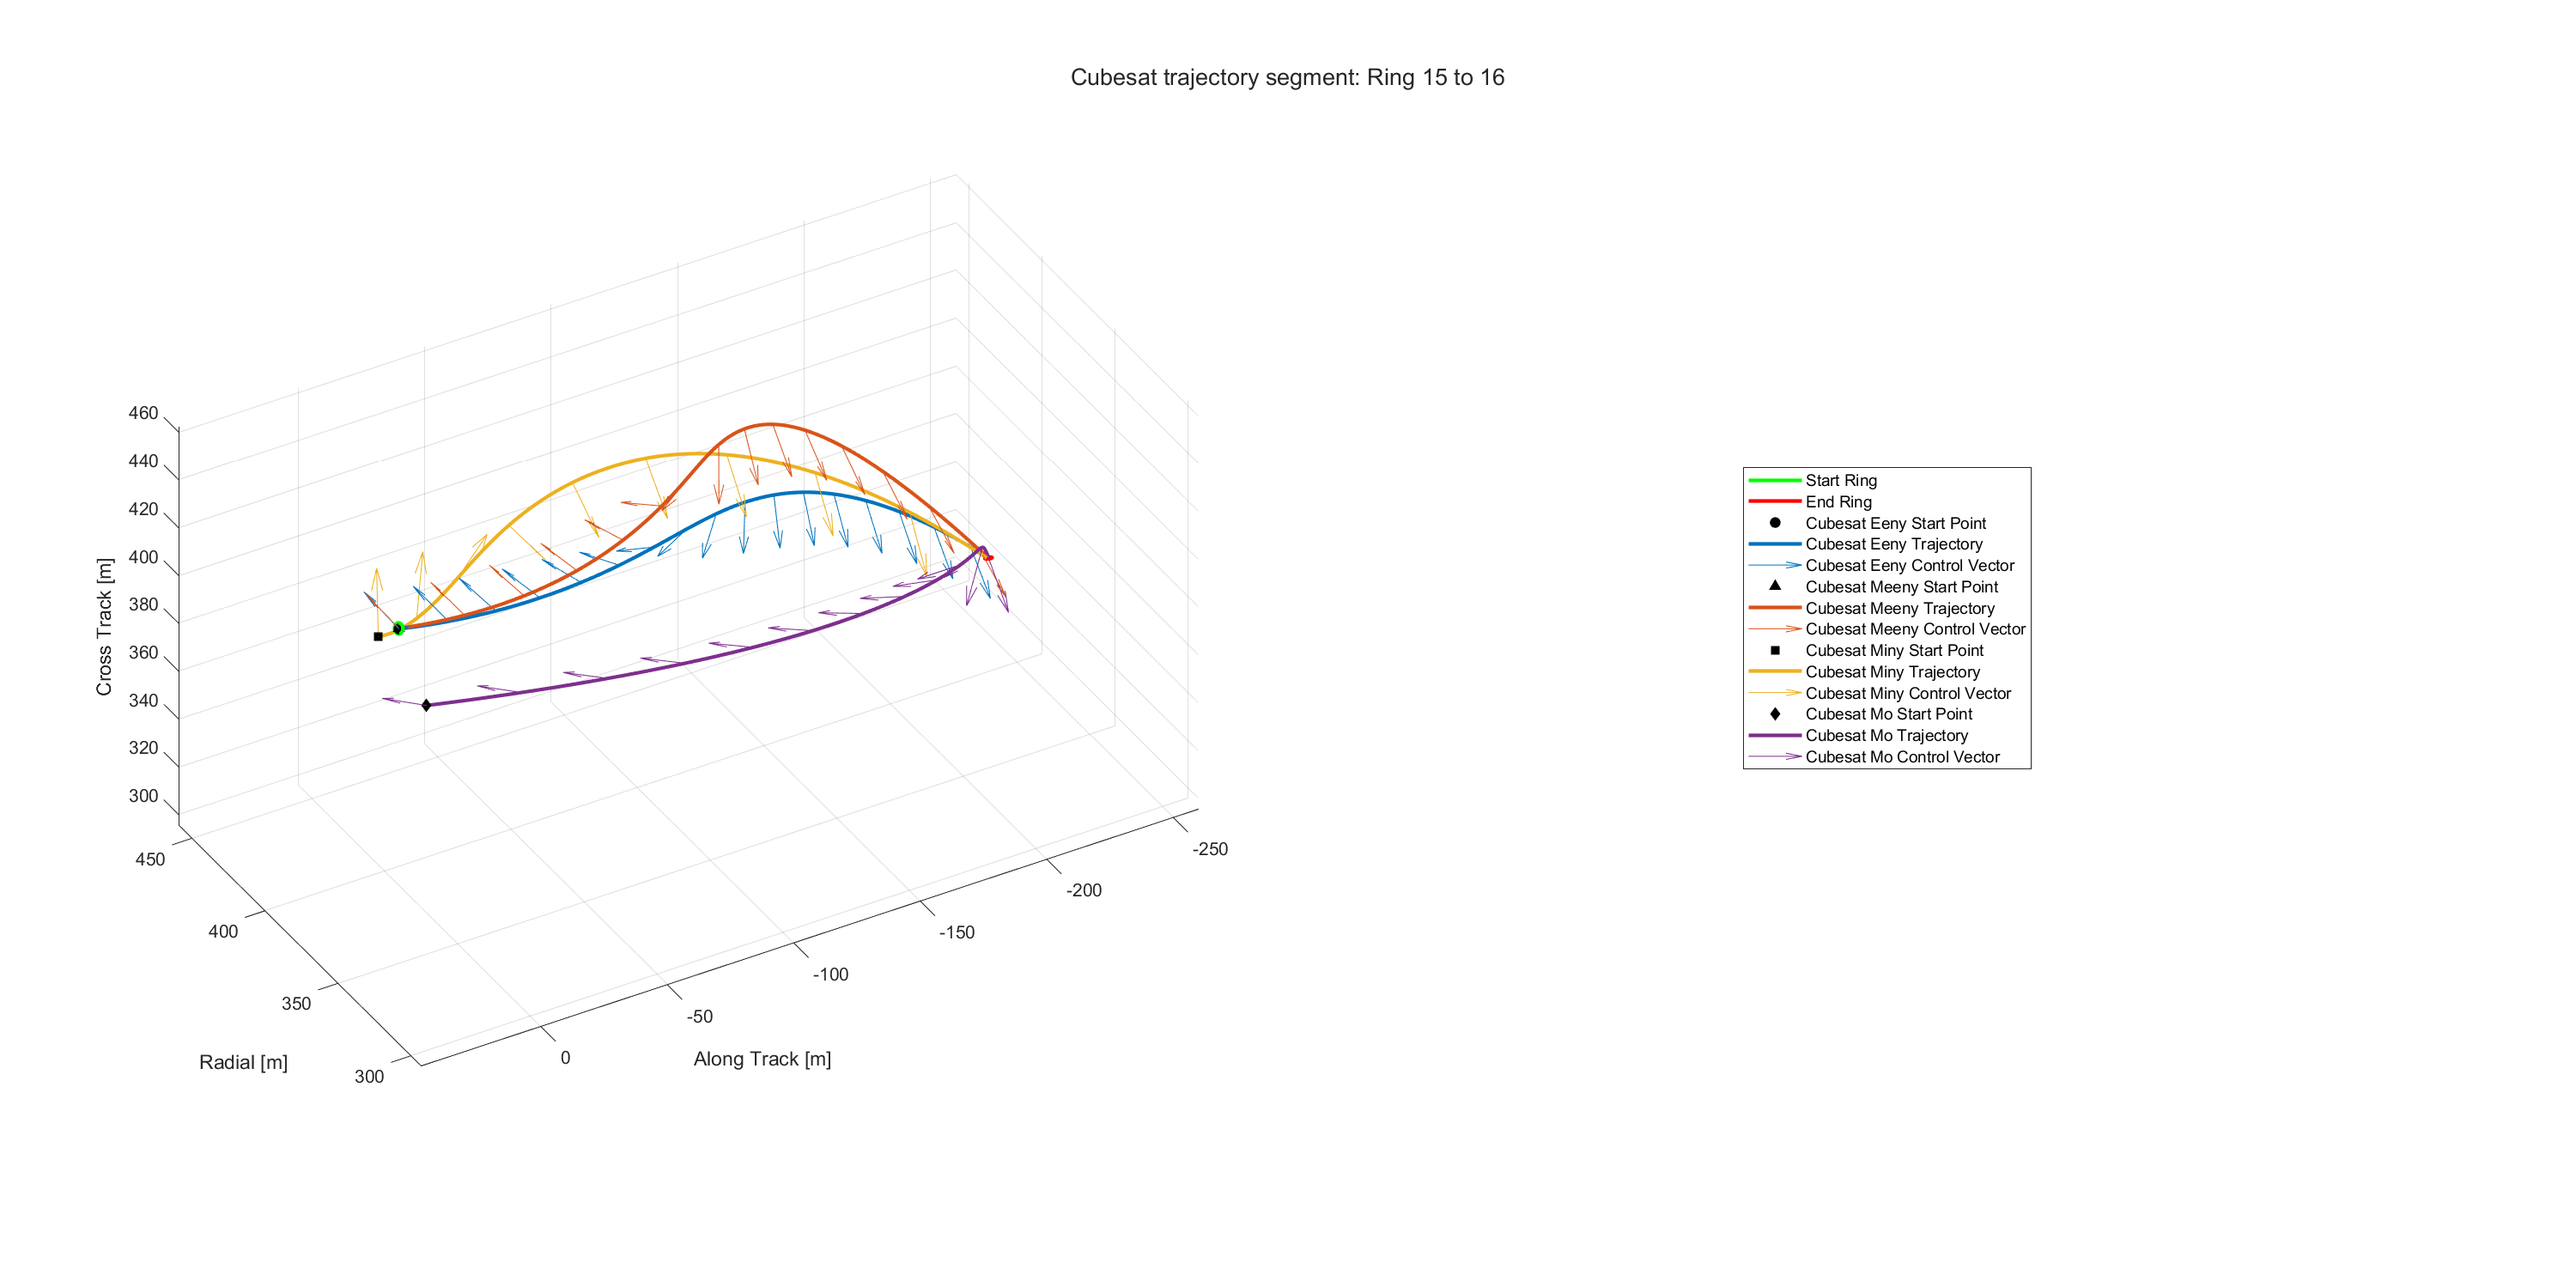 Cubesat trajectory segment: Ring 15 to 16
460
440
420
400
380
360
340
320
300
Cross Track [m]
450
400
350
300
Radial [m]
0
-50
-100
-150
-200
-250
Along Track [m]
Start Ring
End Ring
Cubesat Eeny Start Point
Cubesat Eeny Trajectory
Cubesat Eeny Control Vector
Cubesat Meeny Start Point
Cubesat Meeny Trajectory
Cubesat Meeny Control Vector
Cubesat Miny Start Point
Cubesat Miny Trajectory
Cubesat Miny Control Vector
Cubesat Mo Start Point
Cubesat Mo Trajectory
Cubesat Mo Control Vector